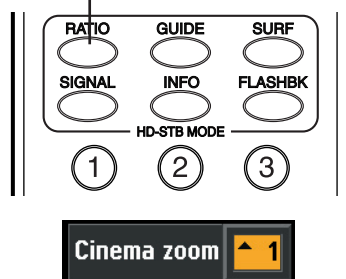 RATIO GUIDE SURF
SIGNAL INFO FLASHBK
HD-STB MODE
1 2 3
Cinema zoom 1